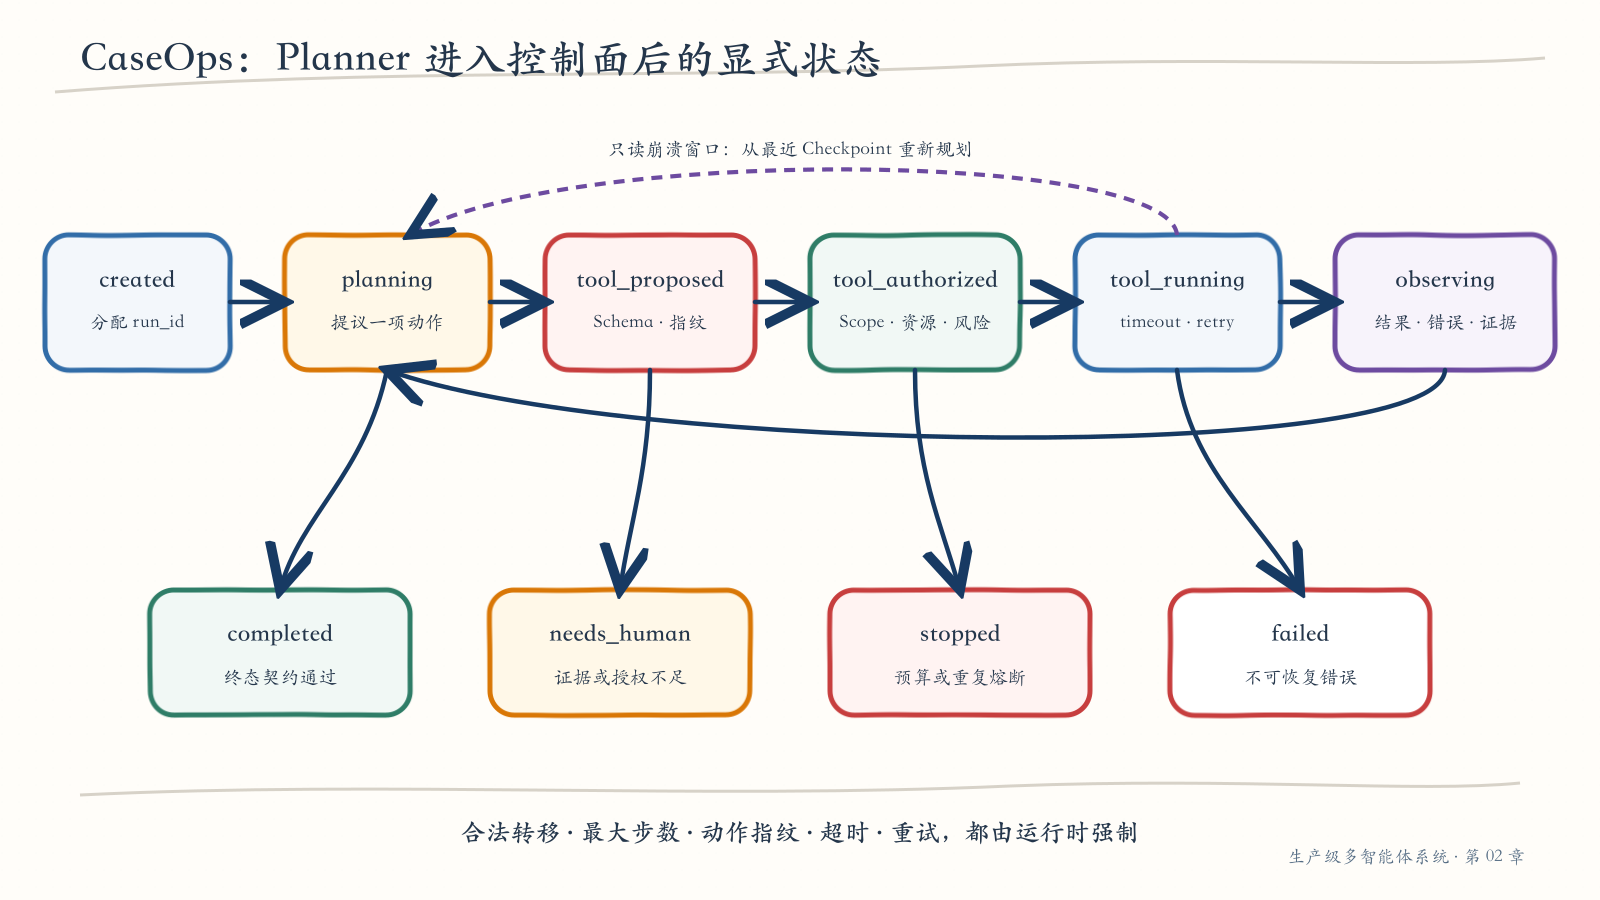 CaseOps：Planner 进入控制面后的显式状态
只读崩溃窗口：从最近 Checkpoint 重新规划
created
分配 run_id
planning
提议一项动作
tool_proposed
Schema · 指纹
tool_authorized
Scope · 资源 · 风险
tool_running
timeout · retry
observing
结果 · 错误 · 证据
completed
终态契约通过
needs_human
证据或授权不足
stopped
预算或重复熔断
failed
不可恢复错误
合法转移 · 最大步数 · 动作指纹 · 超时 · 重试，都由运行时强制
生产级多智能体系统 · 第 02 章